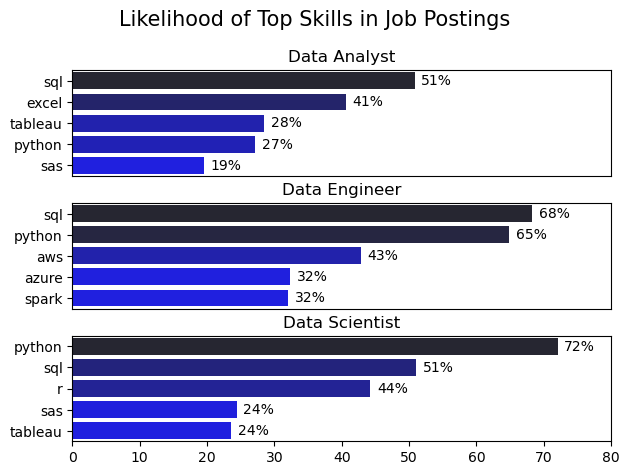 Likelihood of Top Skills in Job Postings
Data Analyst
sql 51%
excel 41%
tableau 28%
python 27%
sas 19%
Data Engineer
sql 68%
python 65%
aws 43%
azure 32%
spark 32%
Data Scientist
python 72%
sql 51%
r 44%
sas 24%
tableau 24%
0 10 20 30 40 50 60 70 80